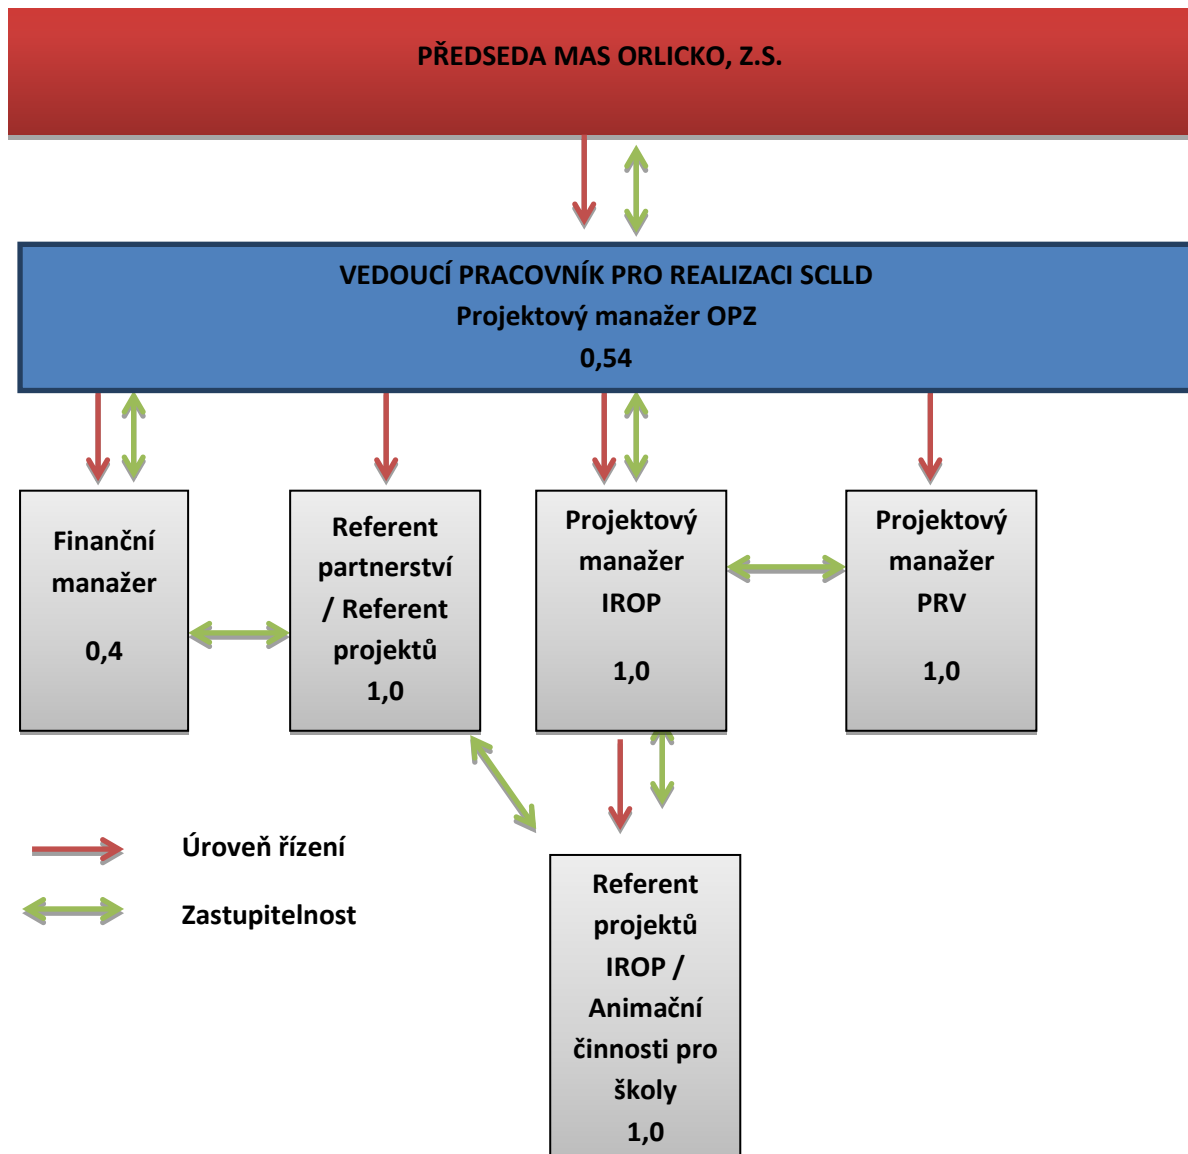 PŘEDSEDA MAS ORLICKO, Z.S.
VEDOUCÍ PRACOVNÍK PRO REALIZACI SCLLD
Projektový manažer OPZ
0,54
Finanční
manažer
0,4
Referent
partnerství
/ Referent
projektů
1,0
Projektový
manažer
IROP
1,0
Projektový
manažer
PRV
1,0
Úroveň řízení
Zastupitelnost
Referent
projektů
IROP /
Animační
činnosti pro
školy
1,0